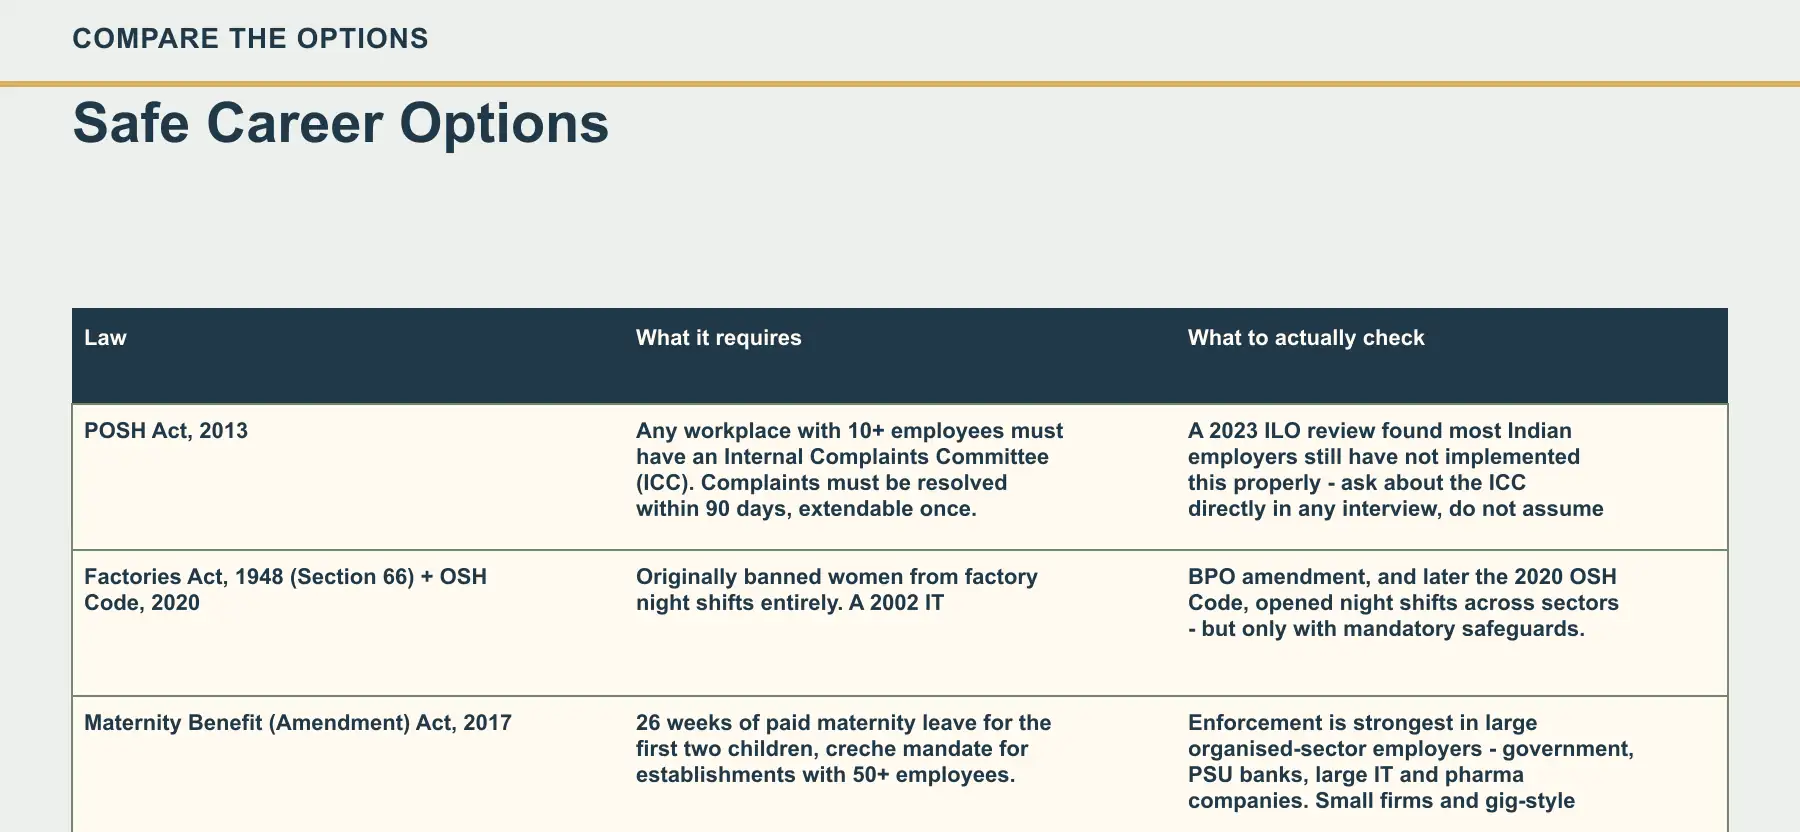 COMPARE THE OPTIONS
Safe Career Options
Law
What it requires
What to actually check
POSH Act, 2013
Any workplace with 10+ employees must
have an Internal Complaints Committee
(ICC). Complaints must be resolved
within 90 days, extendable once.
A 2023 ILO review found most Indian
employers still have not implemented
this properly - ask about the ICC
directly in any interview, do not assume
Factories Act, 1948 (Section 66) + OSH
Code, 2020
Originally banned women from factory
night shifts entirely. A 2002 IT
BPO amendment, and later the 2020 OSH
Code, opened night shifts across sectors
- but only with mandatory safeguards.
Maternity Benefit (Amendment) Act, 2017
26 weeks of paid maternity leave for the
first two children, creche mandate for
establishments with 50+ employees.
Enforcement is strongest in large
organised-sector employers - government,
PSU banks, large IT and pharma
companies. Small firms and gig-style